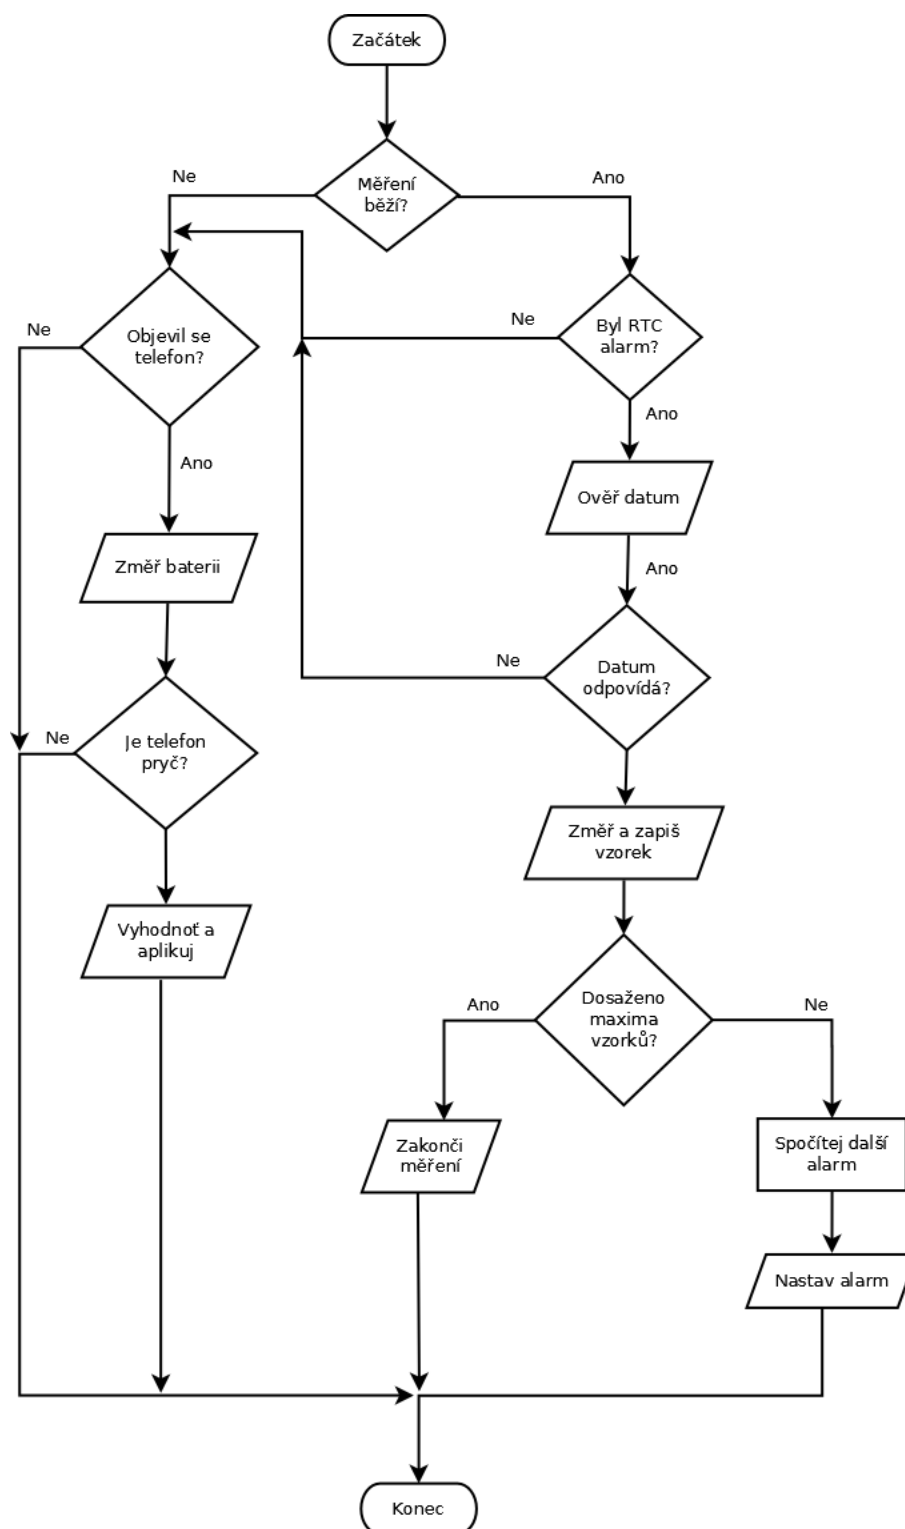 Začátek
Ne
Ano
Měření
běží?
Ne
Objevil se
telefon?
Ne
Byl RTC
alarm?
Ano
Ano
Ověř datum
Změř baterii
Ano
Ne
Datum
odpovídá?
Ne
Je telefon
pryč?
Změř a zapiš
vzorek
Vyhodnoť a
aplikuj
Ano
Dosaženo
maxima
vzorků?
Ne
Zakonči
měření
Spočítej další
alarm
Nastav alarm
Konec